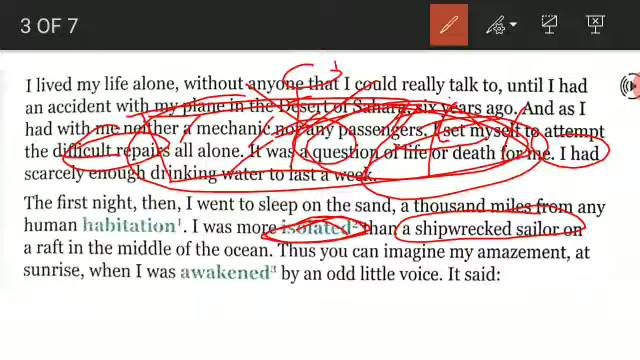 3 OF 7
I lived my life alone, without anyone that I could really talk to, until I had
an accident with my plane in the Desert of Sahara, six years ago. And as I
had with me neither a mechanic nor any passengers, I set myself to attempt
the difficult repairs all alone. It was a question of life or death for me. I had
scarcely enough drinking water to last a week.
The first night, then, I went to sleep on the sand, a thousand miles from any
human habitation¹. I was more isolated² than a shipwrecked sailor on
a raft in the middle of the ocean. Thus you can imagine my amazement, at
sunrise, when I was awakened³ by an odd little voice. It said: